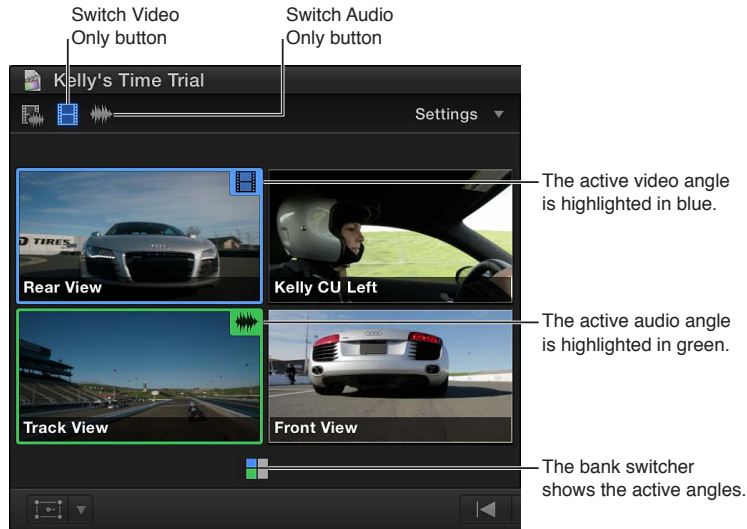 Switch Video
Only button
Switch Audio
Only button
Kelly's Time Trial
Settings
The active video angle
is highlighted in blue.
TIRES
Rear View
Kelly CU Left
The active audio angle
is highlighted in green.
Track View
Front View
The bank switcher
shows the active angles.